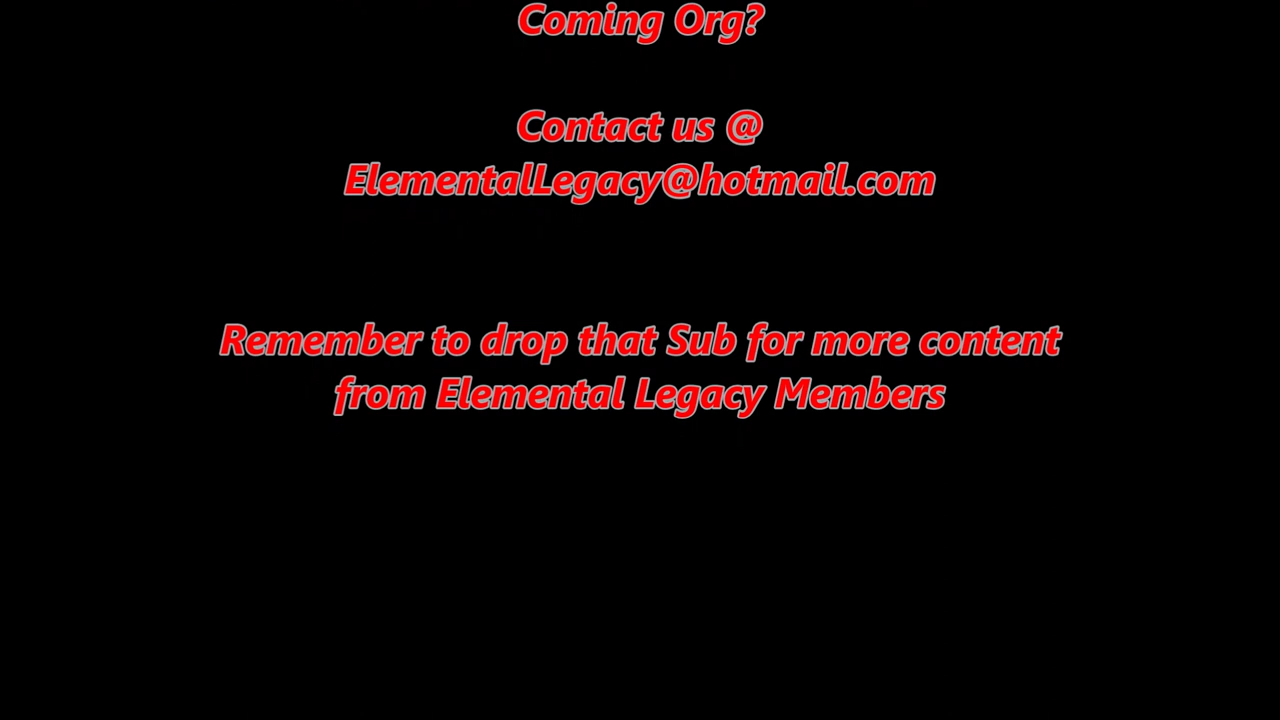 Coming Org?
Contact us @
ElementalLegacy@hotmail.com
Remember to drop that Sub for more content
from Elemental Legacy Members